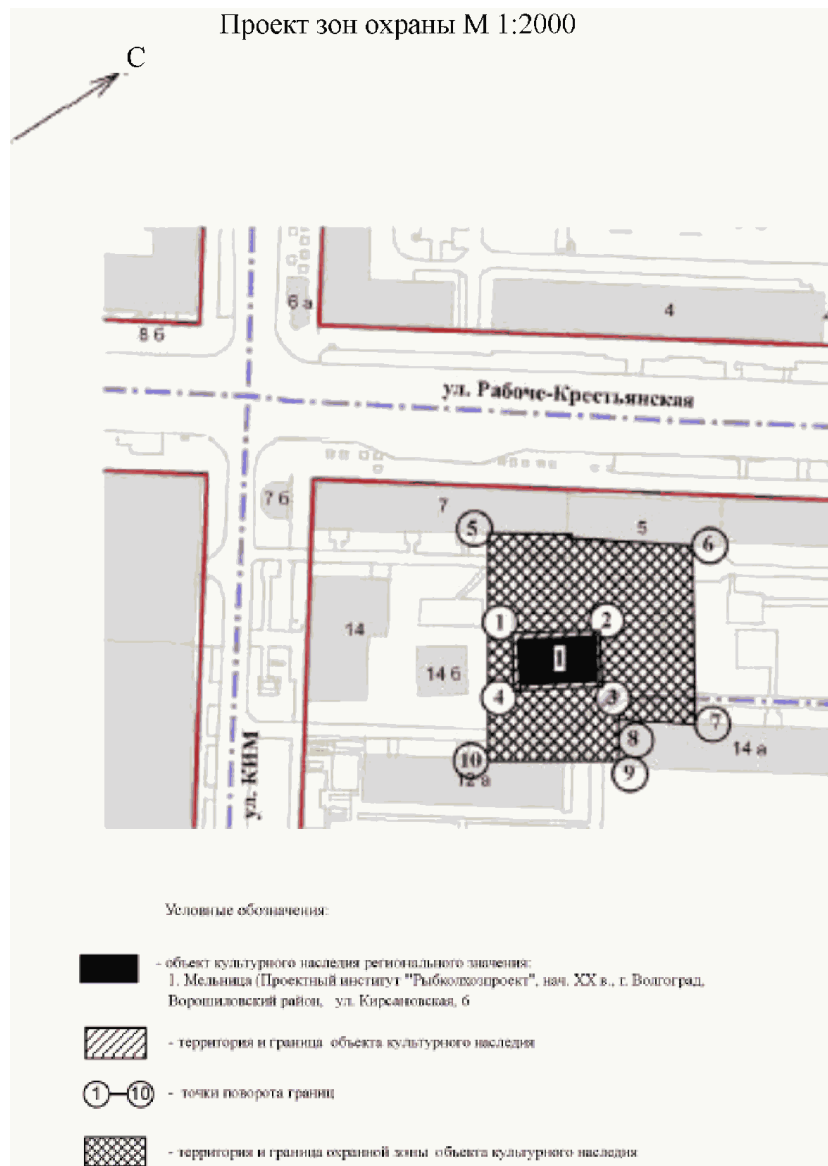 Проект зон охраны М 1:2000
С
6 а
4
8 б
ул. Рабоче-Крестьянская
7 б
7
5
5
6
1
2
14
1
14 б
4
3
7
8
14 а
10
9
12 а
ул. КИМ
Условные обозначения:
- объект культурного наследия регионального значения:
1. Мельница (Проектный институт "Рыбколхозпроект", нач. XX в., г. Волгоград,
Ворошиловский район, ул. Кирсановская, 6
- территория и граница объекта культурного наследия
1 10 - точки поворота границ
- территория и граница охранной зоны объекта культурного наследия